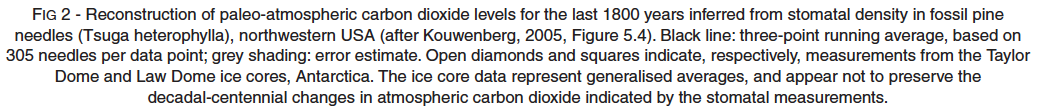 FIG 2 - Reconstruction of paleo-atmospheric carbon dioxide levels for the last 1800 years inferred from stomatal density in fossil pine
needles (Tsuga heterophylla), northwestern USA (after Kouwenberg, 2005, Figure 5.4). Black line: three-point running average, based on
305 needles per data point; grey shading: error estimate. Open diamonds and squares indicate, respectively, measurements from the Taylor
Dome and Law Dome ice cores, Antarctica. The ice core data represent generalised averages, and appear not to preserve the
decadal-centennial changes in atmospheric carbon dioxide indicated by the stomatal measurements.